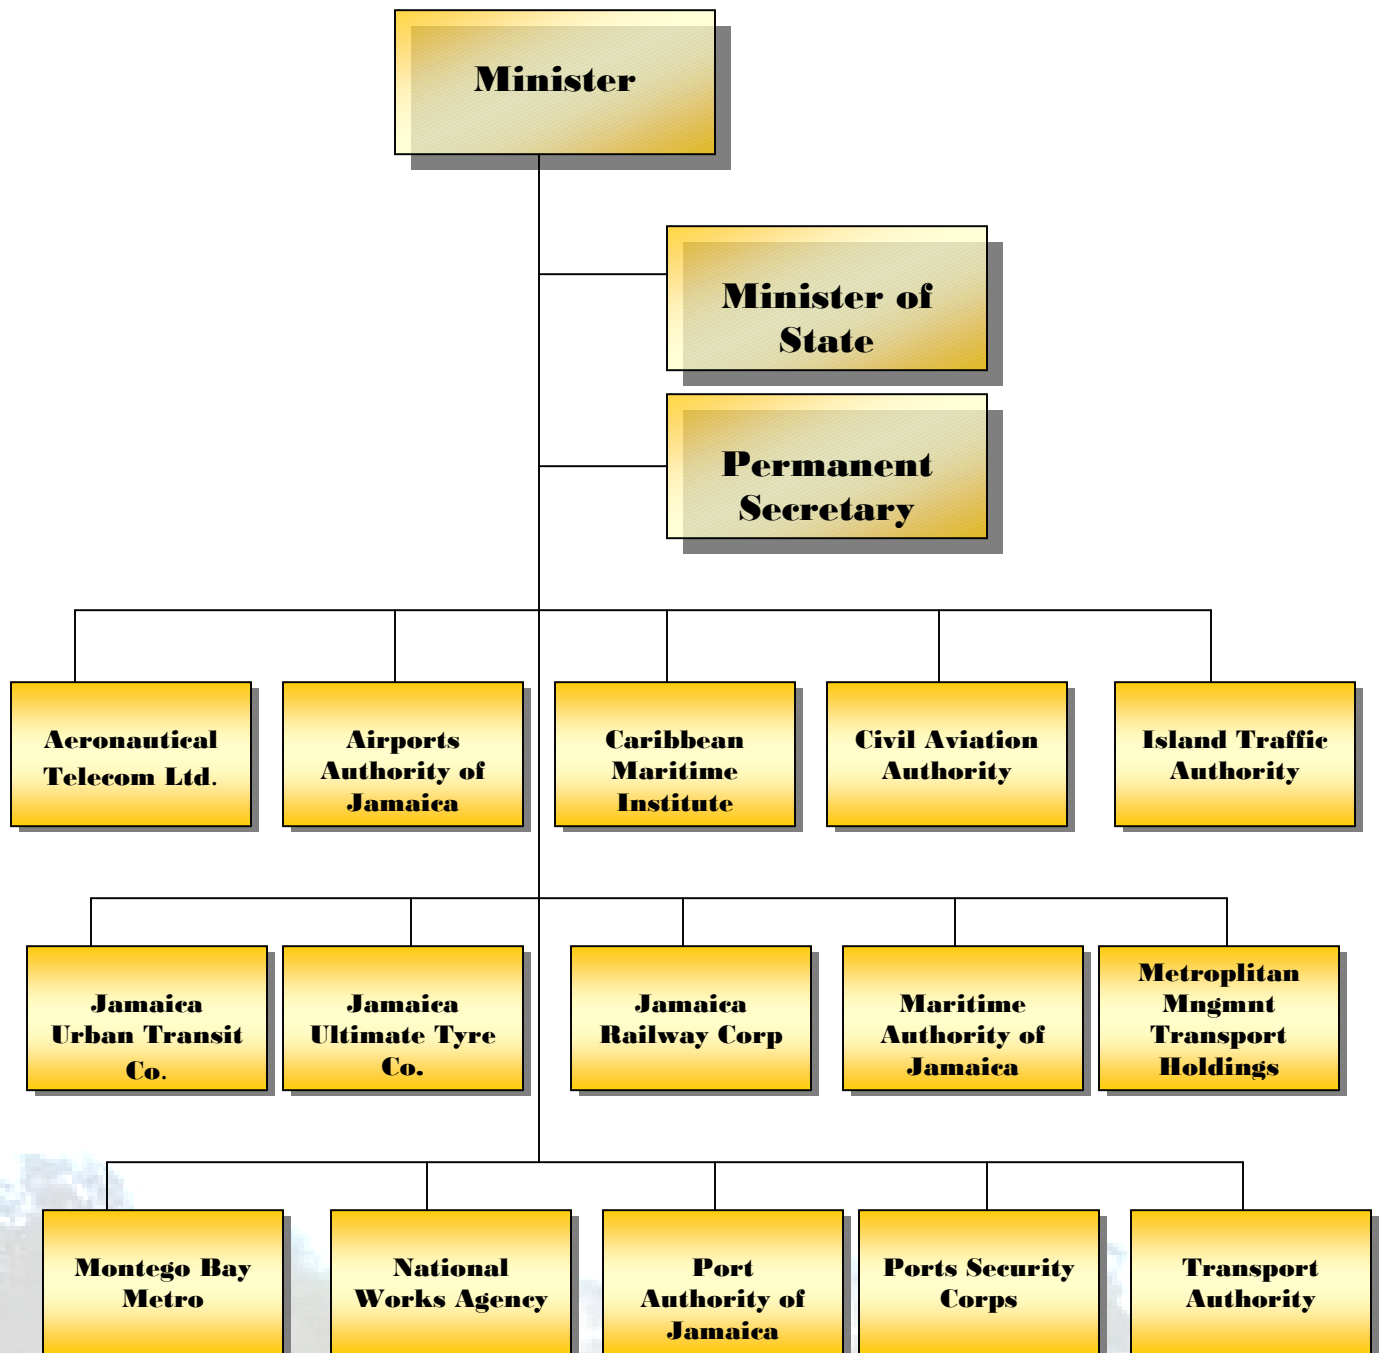 Minister
Minister of
State
Permanent
Secretary
Aeronautical
Telecom Ltd.
Airports
Authority of
Jamaica
Caribbean
Maritime
Institute
Civil Aviation
Authority
Island Traffic
Authority
Jamaica
Urban Transit
Co.
Jamaica
Ultimate Tyre
Co.
Jamaica
Railway Corp
Maritime
Authority of
Jamaica
Metroplitan
Mngmnt
Transport
Holdings
Montego Bay
Metro
National
Works Agency
Port
Authority of
Jamaica
Ports Security
Corps
Transport
Authority